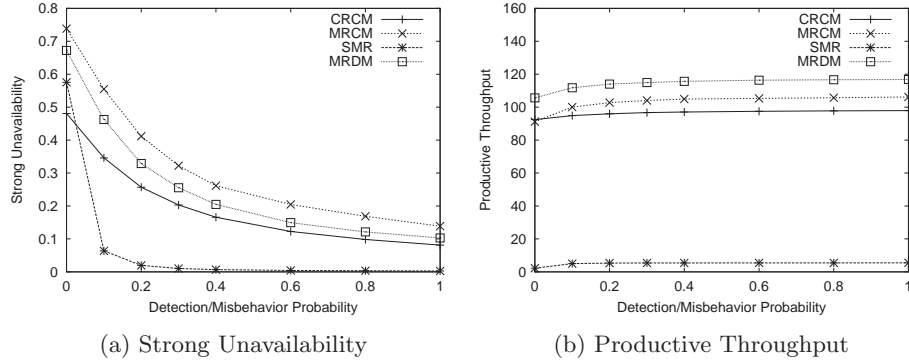 Strong Unavailability
0.8
0.7
0.6
0.5
0.4
0.3
0.2
0.1
0
0 0.2 0.4 0.6 0.8 1
Detection/Misbehavior Probability
CRCM
MRCM
SMR
MRDM
(a) Strong Unavailability
Productive Throughput
160
140
120
100
80
60
40
20
0
0 0.2 0.4 0.6 0.8 1
Detection/Misbehavior Probability
CRCM
MRCM
SMR
MRDM
(b) Productive Throughput